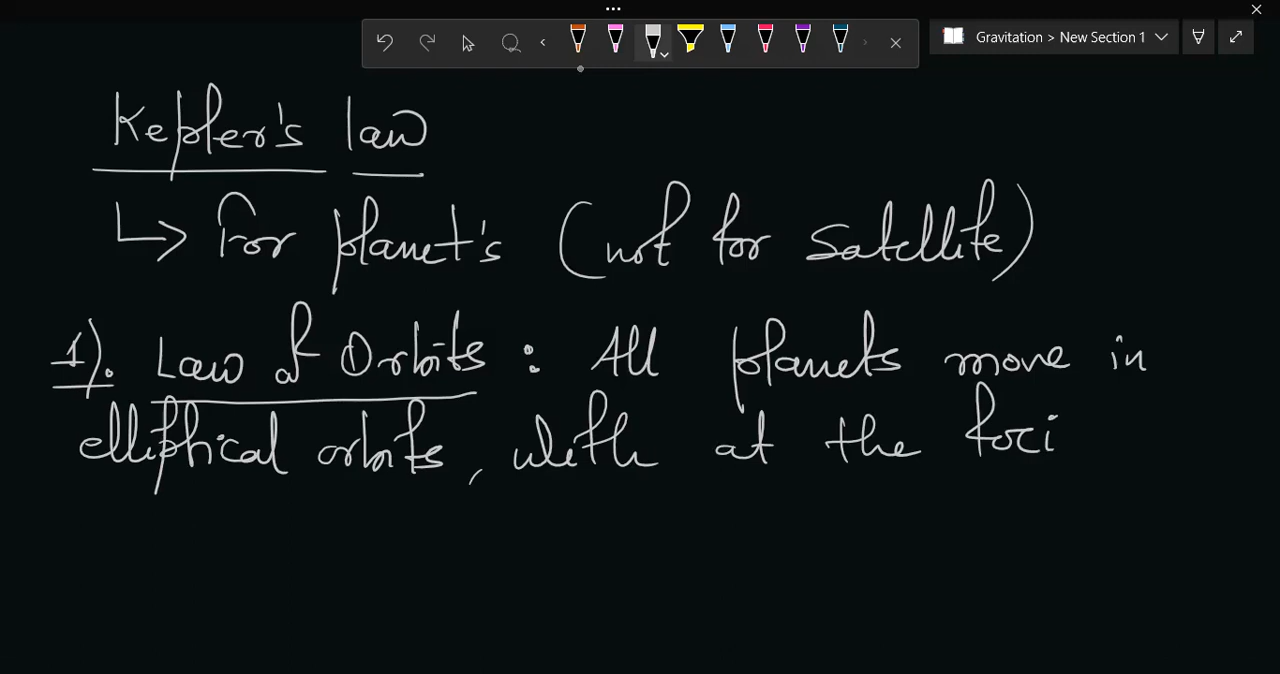 Gravitation > New Section 1
Kepler's law
↳ For planet's (not for satellite)
1). Law of Orbits : All planets move in
elliptical orbits, with at the foci